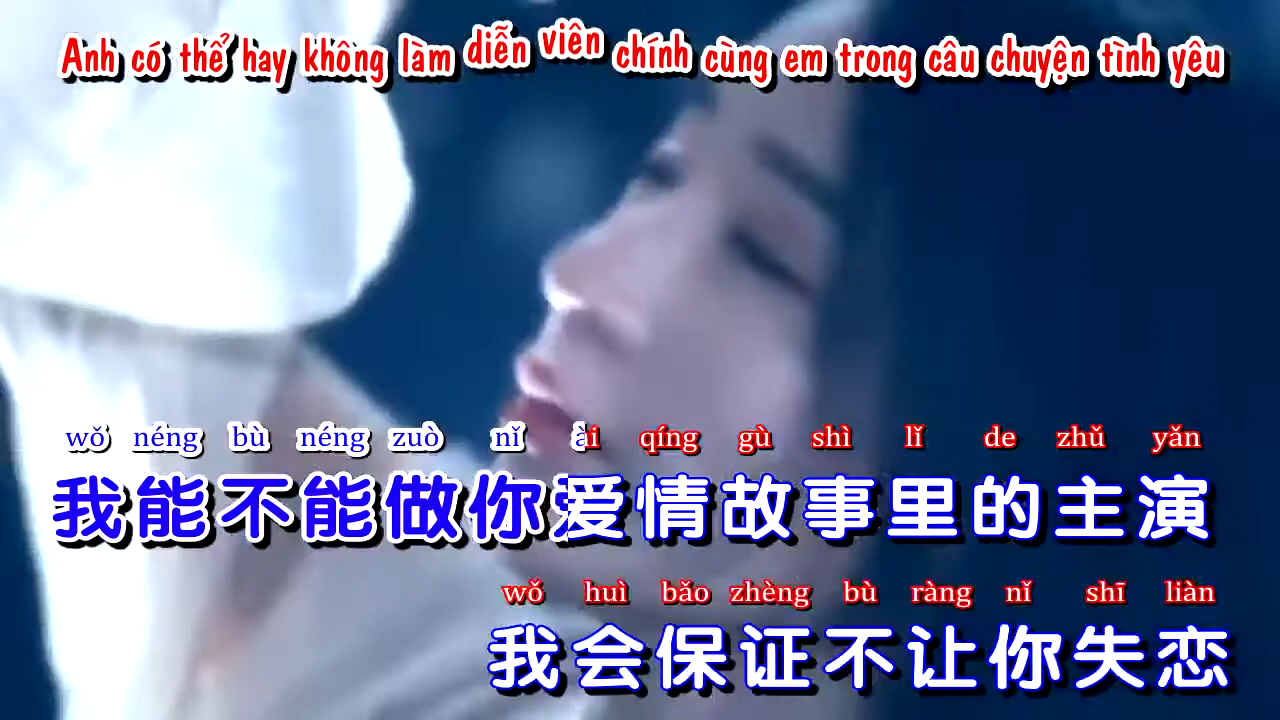 Anh có thể hay không làm diễn viên chính cùng em trong câu chuyện tình yêu
wǒ néng bù néng zuò nǐ ài qíng gù shì lǐ de zhǔ yǎn
我能不能做你爱情故事里的主演
wǒ huì bǎo zhèng bù ràng nǐ shī liàn
我会保证不让你失恋